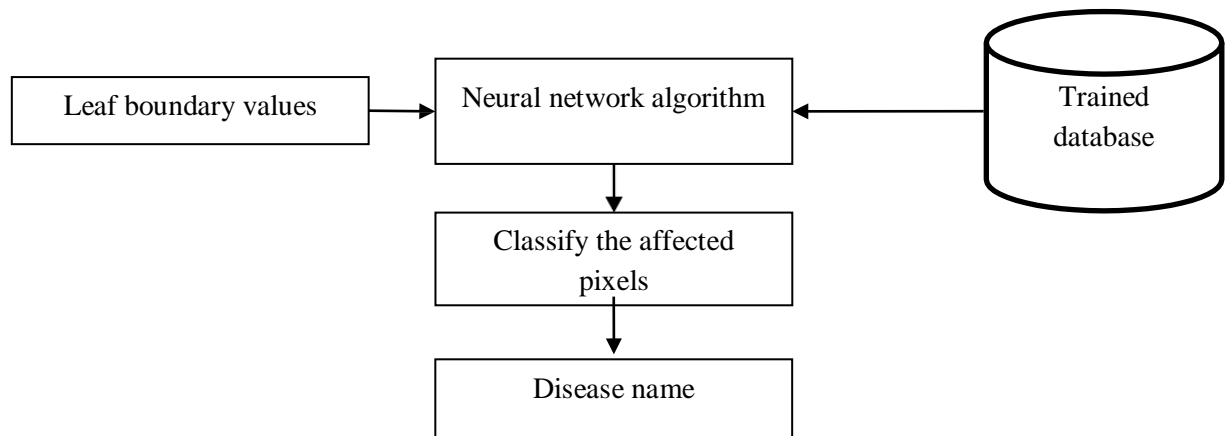 Leaf boundary values
Neural network algorithm
Trained
database
Classify the affected
pixels
Disease name